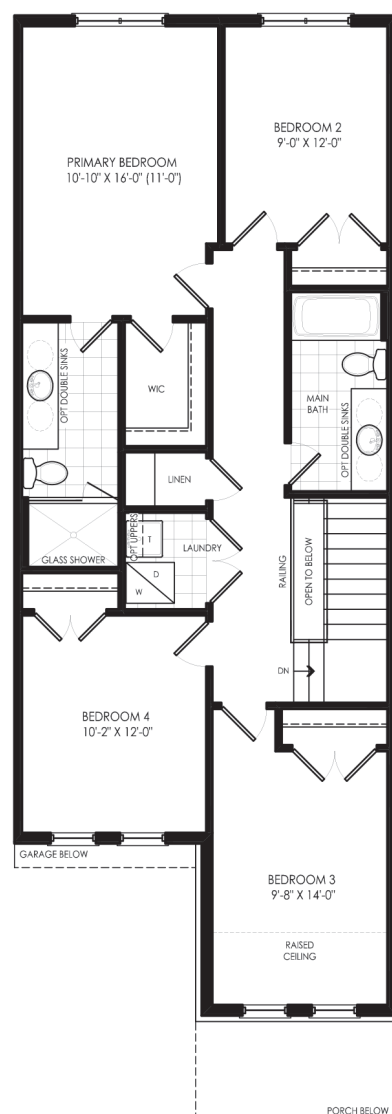 BEDROOM 2
9'-0" X 12'-0"
PRIMARY BEDROOM
10'-10" X 16'-0" (11'-0")
OPT DOUBLE SINKS
WIC
MAIN
BATH
OPT DOUBLE SINKS
LINEN
OPT UPPERS
T
LAUNDRY
GLASS SHOWER
D
W
RAILING
OPEN TO BELOW
DN
BEDROOM 4
10'-2" X 12'-0"
GARAGE BELOW
BEDROOM 3
9'-8" X 14'-0"
RAISED
CEILING
PORCH BELOW